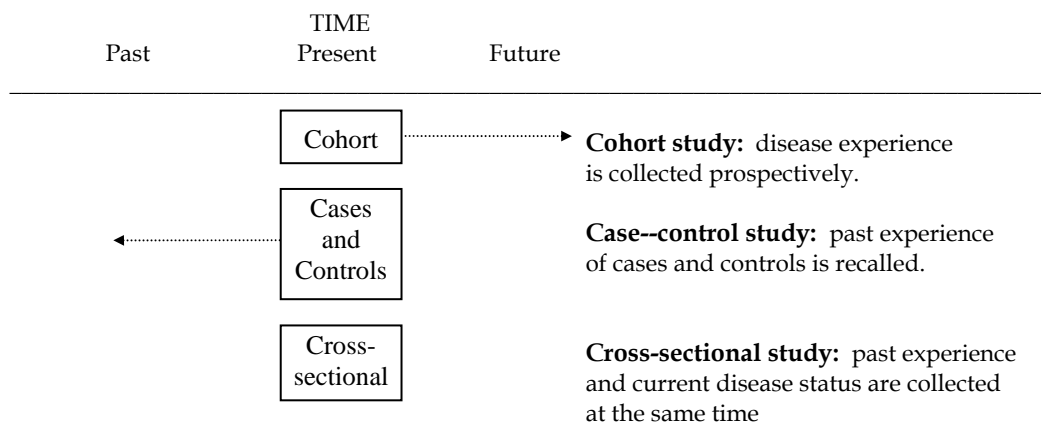 TIME
Past Present Future
Cohort
Cohort study: disease experience
is collected prospectively.
Cases
and
Controls
Case--control study: past experience
of cases and controls is recalled.
Cross-
sectional
Cross-sectional study: past experience
and current disease status are collected
at the same time